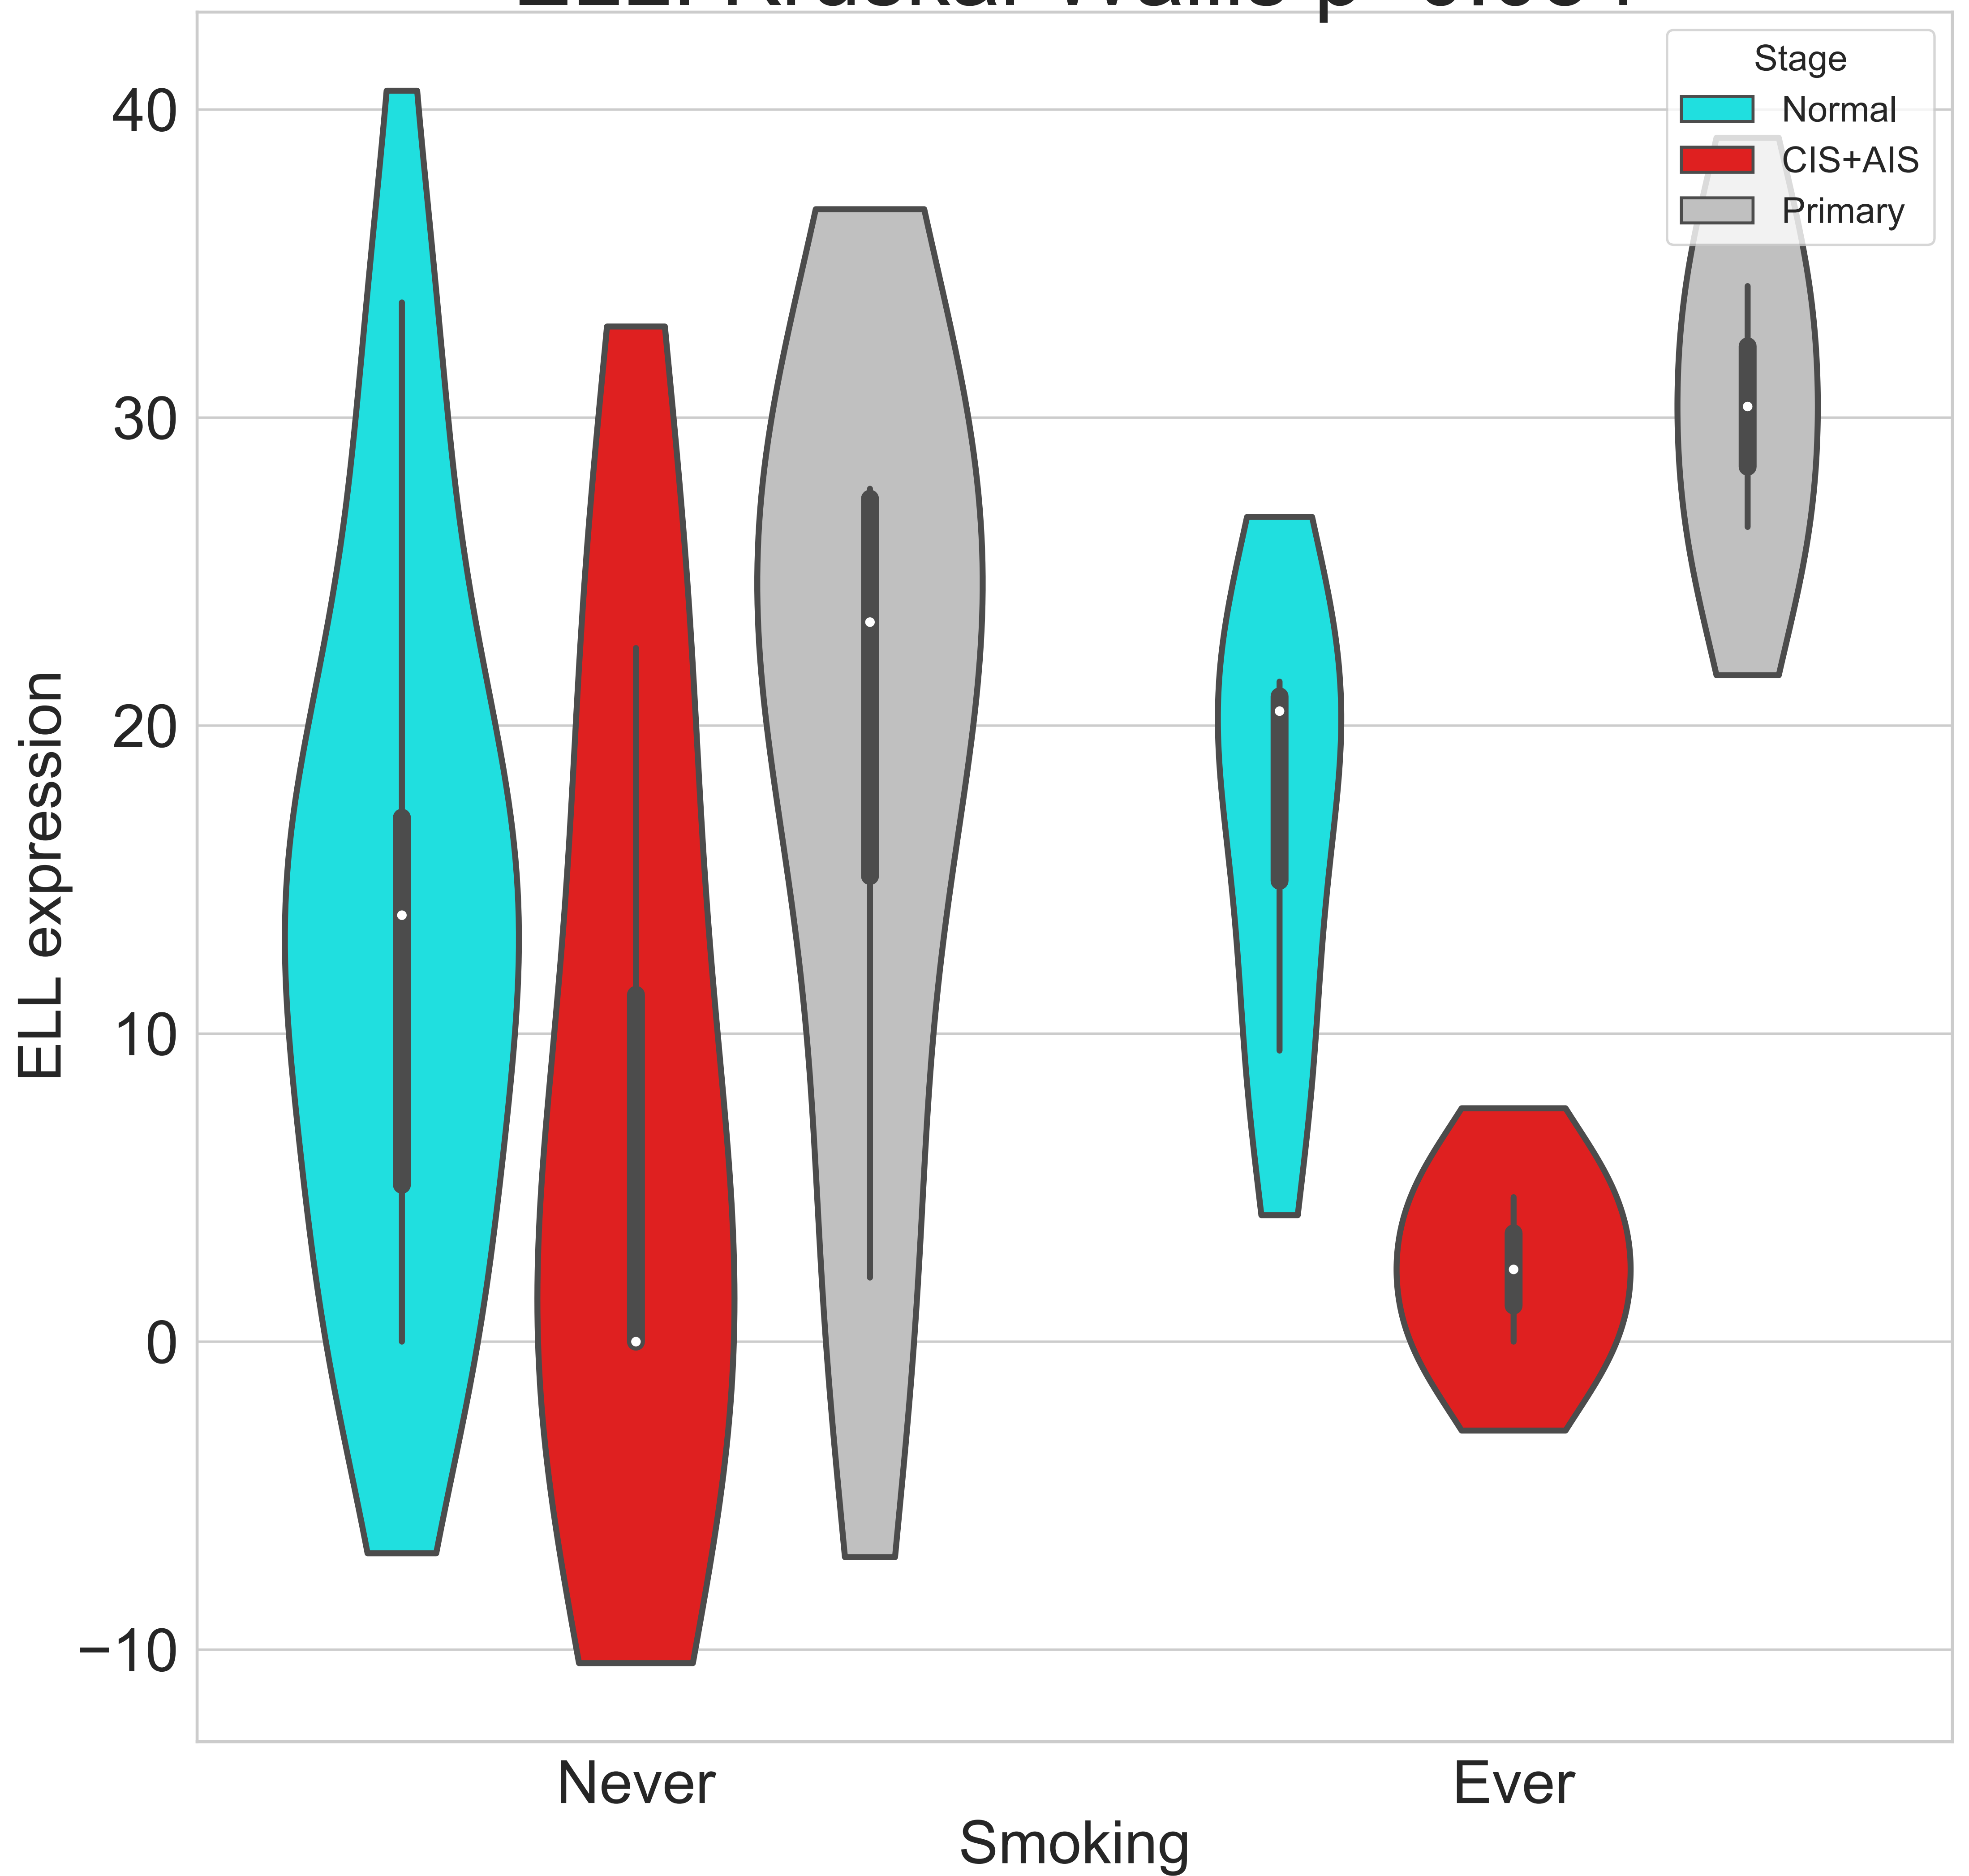 Stage
Normal
CIS+AIS
Primary
40
30
20
10
0
−10
ELL expression
Never
Ever
Smoking